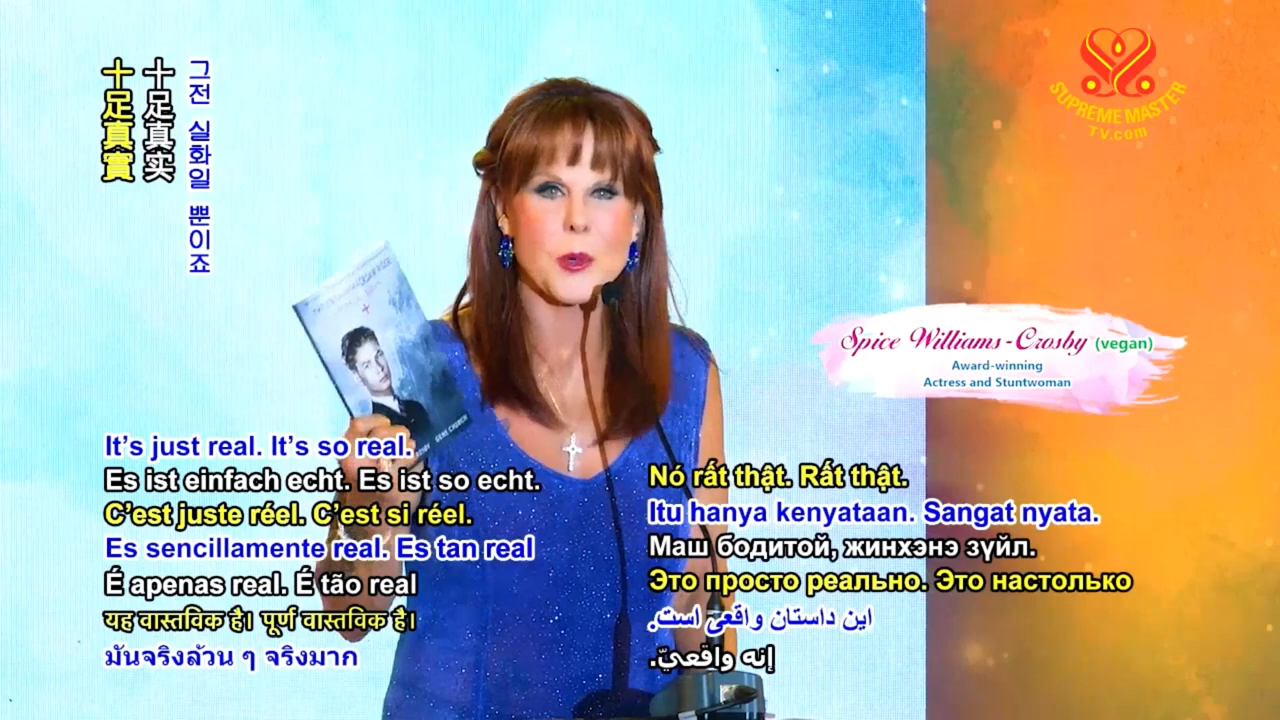 十足真實
十足真实
그전 실화일 뿐이죠
SUPREME MASTER
TV.com
Spice Williams-Crosby (vegan)
Award-winning
Actress and Stuntwoman
GENE CHURCH
It’s just real. It’s so real.
Es ist einfach echt. Es ist so echt.
C’est juste réel. C’est si réel.
Es sencillamente real. Es tan real
É apenas real. É tão real
यह वास्तविक है। पूर्ण वास्तविक है।
มันจริงล้วน ๆ จริงมาก
Nó rất thật. Rất thật.
Itu hanya kenyataan. Sangat nyata.
Маш бодитой, жинхэнэ зүйл.
Это просто реально. Это настолько
این داستان واقعی است.
إنه واقعيّ.